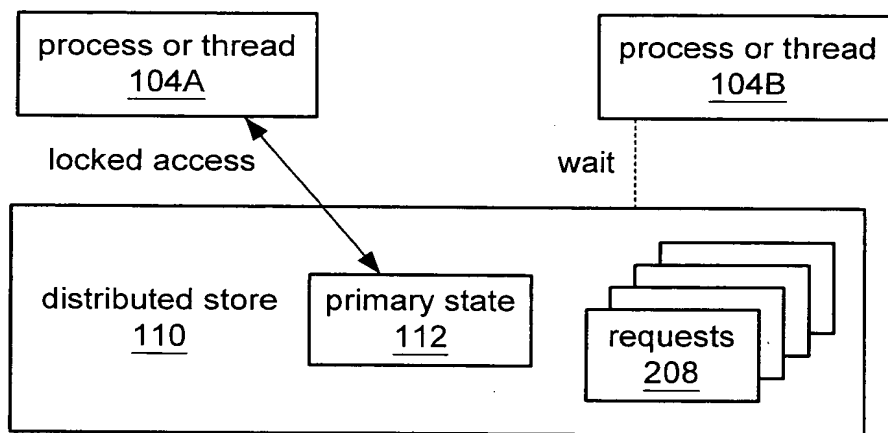 process or thread
104A
process or thread
104B
locked access
wait
distributed store
110
primary state
112
requests
208